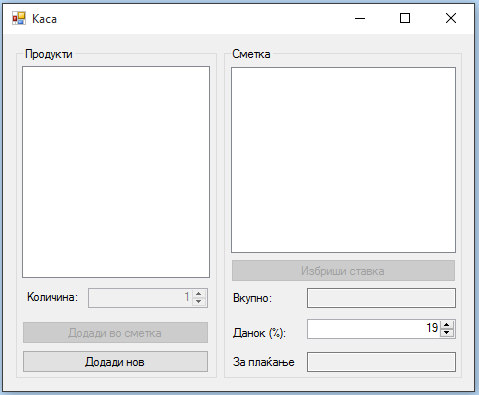 Каса
Продукти
Количина:
1
Додади во сметка
Додади нов
Сметка
Избриши ставка
Вкупно:
Данок (%):
19
За плаќање